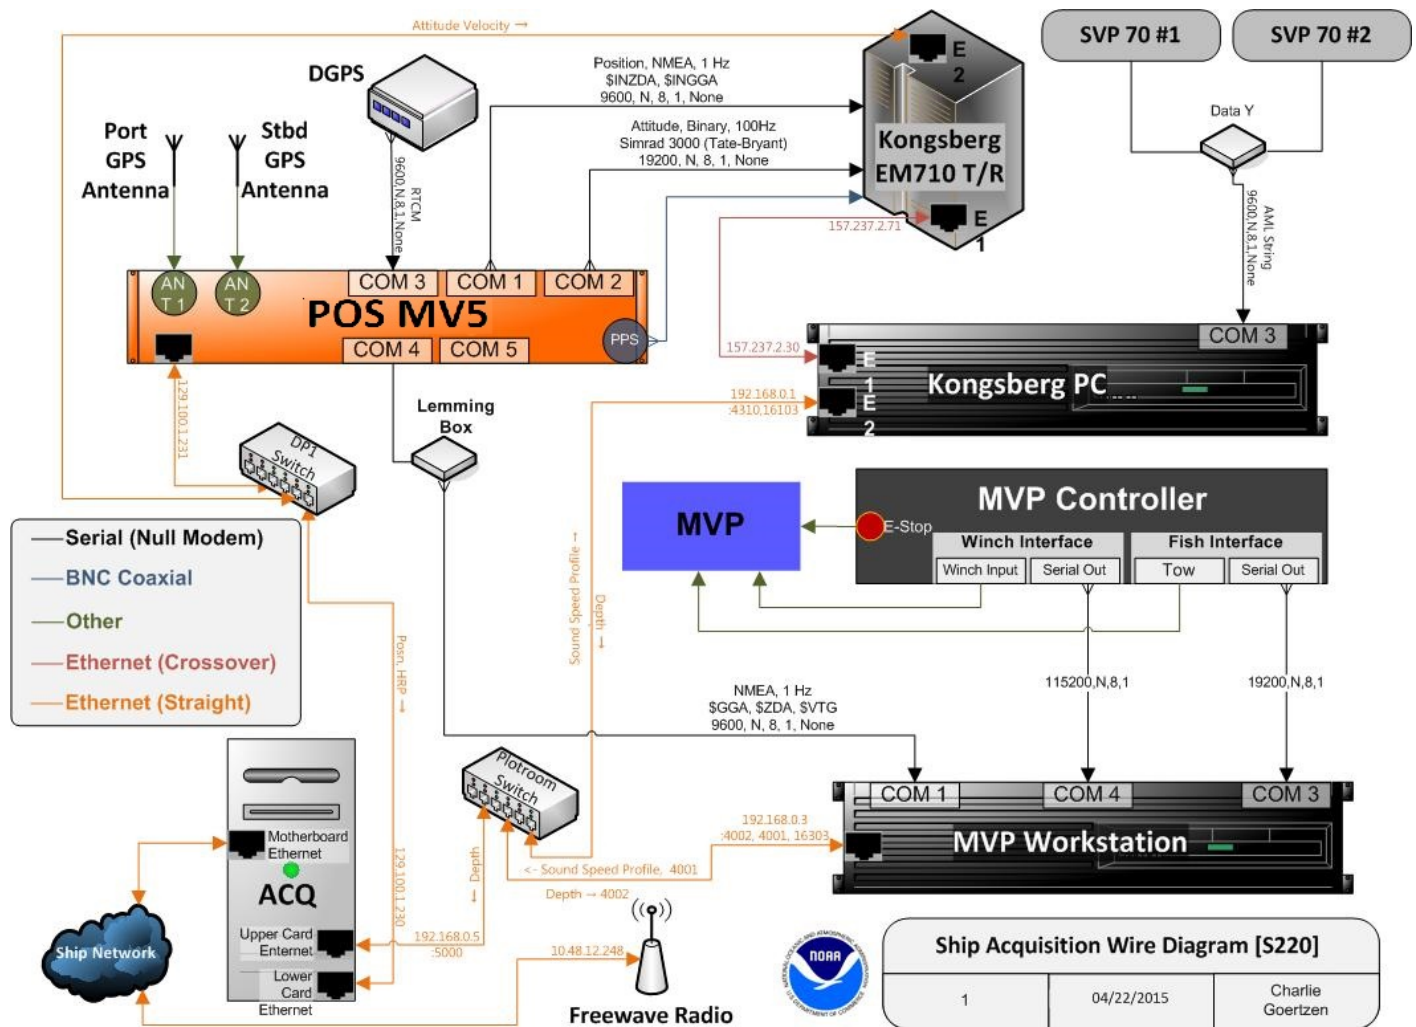 Attitude Velocity →
SVP 70 #1
SVP 70 #2
DGPS
Position, NMEA, 1 Hz
$INZDA, $INGGA
9600, N, 8, 1, None
E
2
Data Y
Port
GPS
Antenna
Stbd
GPS
Antenna
Attitude, Binary, 100Hz
Simrad 3000 (Tate-Bryant)
19200, N, 8, 1, None
Kongsberg
EM710 T/R
RTCM
9600,N,8,1,None
157.237.2.71
E
1
AML String
9600,N,8,1,None
AN
T 1
AN
T 2
COM 3
COM 1
COM 2
POS MV5
PPS
COM 4
COM 5
COM 3
157.237.2.30
E
1
Kongsberg PC
192.168.0.1
:4310,16103
E
2
129.100.1.231
Lemming
Box
DP1
Switch
MVP
MVP Controller
E-Stop
Winch Interface
Fish Interface
Winch Input
Serial Out
Tow
Serial Out
Serial (Null Modem)
BNC Coaxial
Other
Ethernet (Crossover)
Ethernet (Straight)
Sound Speed Profile →
Depth →
Posn, HRP →
115200,N,8,1
19200,N,8,1
NMEA, 1 Hz
$GGA, $ZDA, $VTG
9600, N, 8, 1, None
Plotroom
Switch
COM 1
COM 4
COM 3
192.168.0.3
:4002, 4001, 16303
MVP Workstation
Motherboard
Ethernet
ACQ
129.100.1.230
← Depth
<- Sound Speed Profile, 4001
Depth → 4002
Upper Card
Enternet
192.168.0.5
:5000
Ship Network
Lower
Card
Ethernet
10.48.12.248
Freewave Radio
NATIONAL OCEANIC AND ATMOSPHERIC ADMINISTRATION
NOAA
U.S. DEPARTMENT OF COMMERCE
Ship Acquisition Wire Diagram [S220]
1
04/22/2015
Charlie
Goertzen